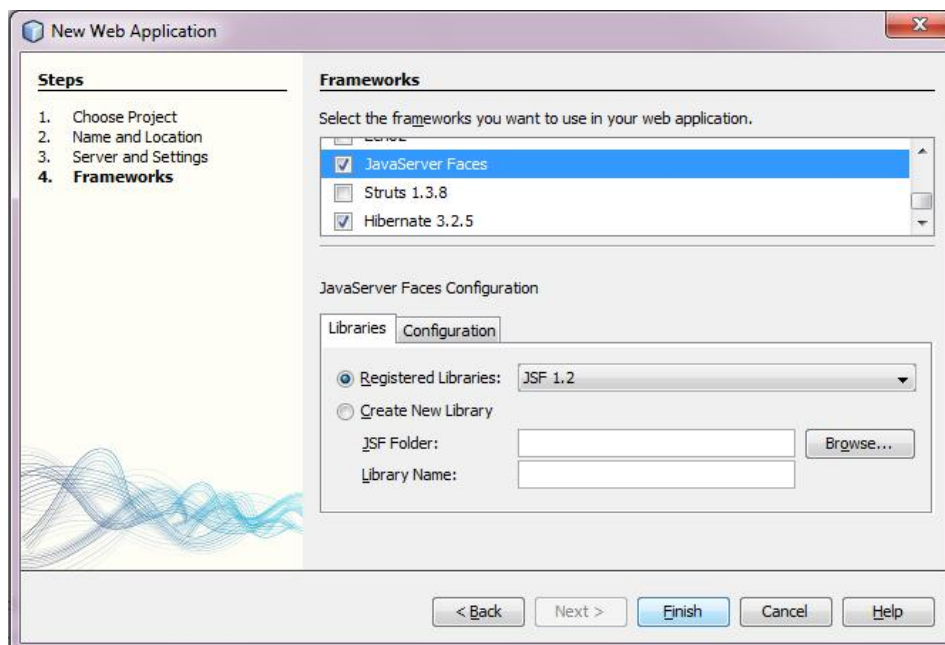 New Web Application
Steps
1. Choose Project
2. Name and Location
3. Server and Settings
4. Frameworks
Frameworks
Select the frameworks you want to use in your web application.
JavaServer Faces
Struts 1.3.8
Hibernate 3.2.5
JavaServer Faces Configuration
Libraries Configuration
Registered Libraries: JSF 1.2
Create New Library
JSF Folder: Browse...
Library Name:
< Back Next > Finish Cancel Help